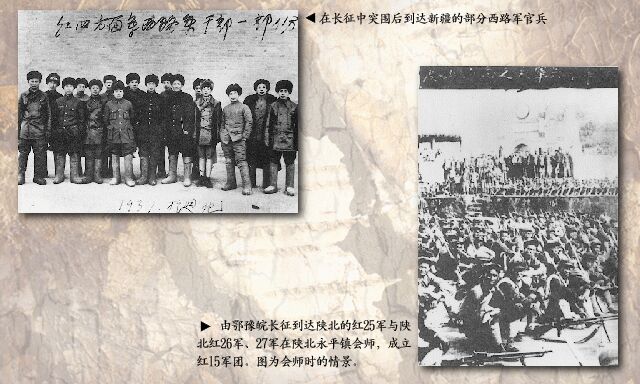 红四方面军西路军干部一部份
◀ 在长征中突围后到达新疆的部分西路军官兵
▶ 由鄂豫皖长征到达陕北的红25军与陕
北红26军、27军在陕北永平镇会师，成立
红15军团。图为会师时的情景。